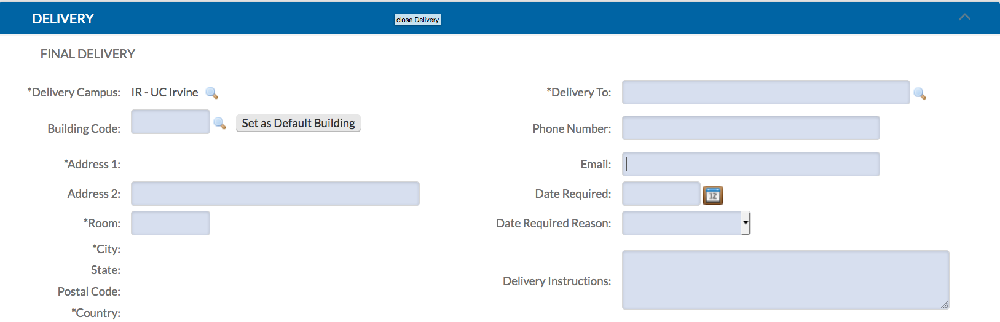 DELIVERY
close Delivery
FINAL DELIVERY
*Delivery Campus: IR - UC Irvine
Building Code: Set as Default Building
*Address 1:
Address 2:
*Room:
*City:
State:
Postal Code:
*Country:
*Delivery To:
Phone Number:
Email:
Date Required: 12
Date Required Reason:
Delivery Instructions: